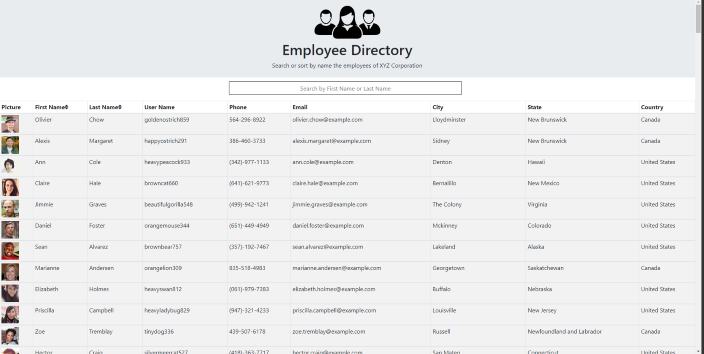 Employee Directory
Search or sort by name the employees of XYZ Corporation
Search by First Name or Last Name
Picture First Name Last Name User Name Phone Email City State Country
Olivier Chow goldenostrich859 564-296-8922 olivier.chow@example.com Lloydminster New Brunswick Canada
Alexis Margaret happyostrich291 386-460-3733 alexis.margaret@example.com Sidney New Brunswick Canada
Ann Cole heavypeacock933 (342)-977-1133 ann.cole@example.com Denton Hawaii United States
Claire Hale browncat660 (641)-621-9773 claire.hale@example.com Bernalillo New Mexico United States
Jimmie Graves beautifulgorilla548 (499)-942-1241 jimmie.graves@example.com The Colony Virginia United States
Daniel Foster orangemouse344 (651)-449-4949 daniel.foster@example.com Mckinney Colorado United States
Sean Alvarez brownbear757 (357)-192-7467 sean.alvarez@example.com Lakeland Alaska United States
Marianne Andersen orangelion309 835-516-4983 marianne.andersen@example.com Georgetown Saskatchewan Canada
Elizabeth Holmes heavyswan812 (061)-979-7383 elizabeth.holmes@example.com Buffalo Nebraska United States
Priscilla Campbell heavyladybug829 (947)-321-4233 priscilla.campbell@example.com Louisville New Jersey United States
Zoe Tremblay tinydog336 439-507-6178 zoe.tremblay@example.com Russell Newfoundland and Labrador Canada
Hector Craig silvermeercat527 (418)-363-7717 hector.craig@example.com San Mateo Connecticut United States